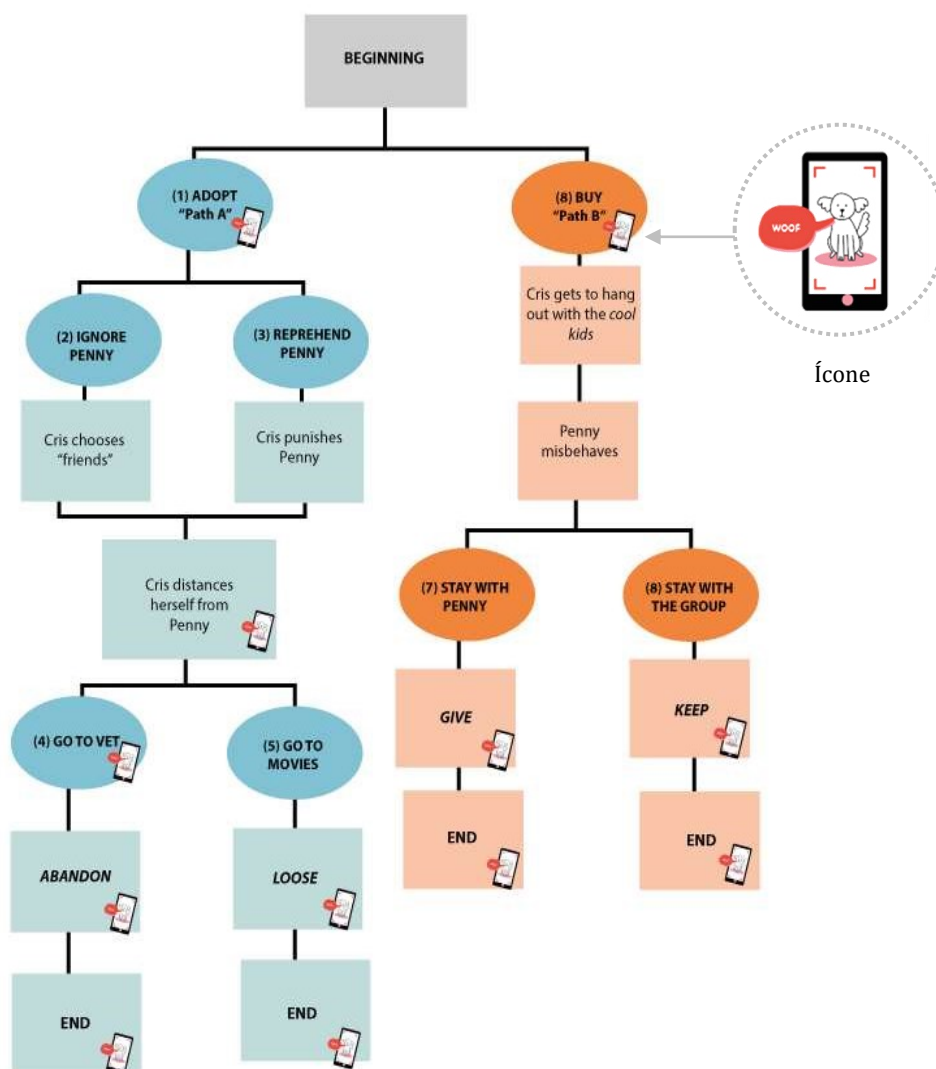 BEGINNING
(1) ADOPT
"Path A"
(8) BUY
"Path B"
WOOF
Ícone
(2) IGNORE
PENNY
(3) REPREHEND
PENNY
Cris gets to hang
out with the cool
kids
Cris chooses
"friends"
Cris punishes
Penny
Penny
misbehaves
Cris distances
herself from
Penny
(7) STAY WITH
PENNY
(8) STAY WITH
THE GROUP
(4) GO TO VET
(5) GO TO
MOVIES
GIVE
KEEP
ABANDON
LOOSE
END
END
END
END